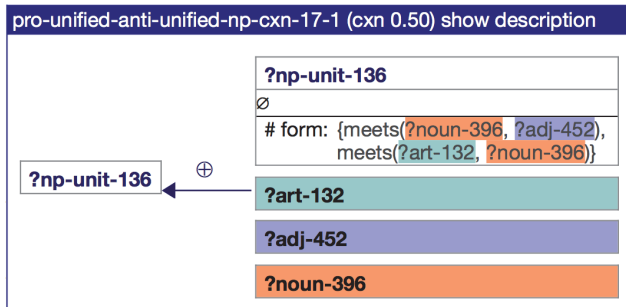 pro-unified-anti-unified-np-cxn-17-1 (cxn 0.50) show description
?np-unit-136
∅
# form: {meets(?noun-396, ?adj-452),
meets(?art-132, ?noun-396)}
?np-unit-136
⊕
?art-132
?adj-452
?noun-396